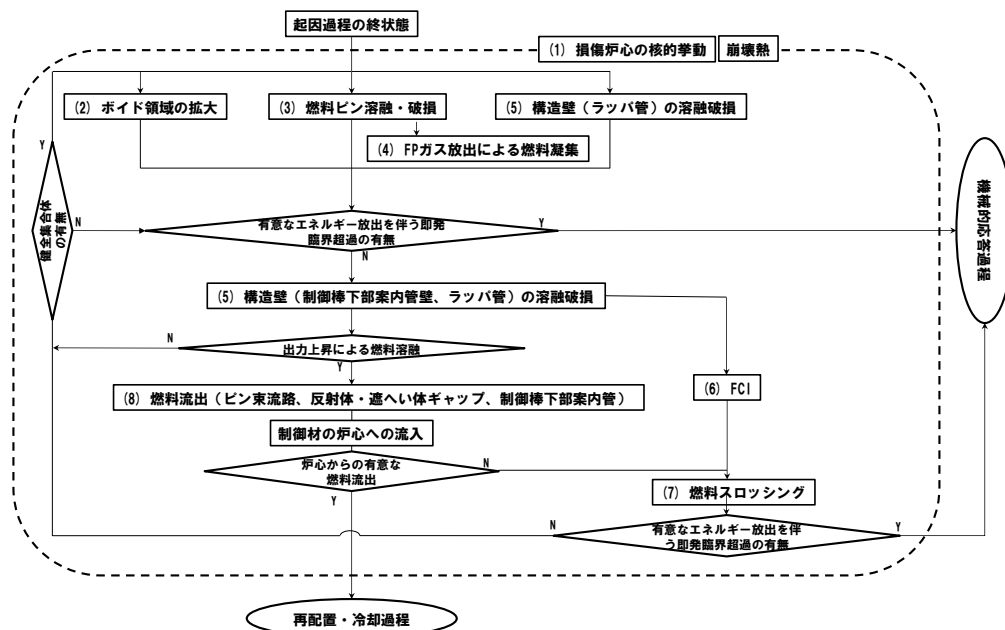 起因過程の終状態
(1) 損傷炉心の核的挙動
崩壊熱
(2) ボイド領域の拡大
(3) 燃料ピン溶融・破損
(5) 構造壁（ラッパ管）の溶融破損
(4) FPガス放出による燃料凝集
Y
健全集合体
の有無
N
有意なエネルギー放出を伴う即発
臨界超過の有無
Y
N
機械的応答過程
(5) 構造壁（制御棒下部案内管壁、ラッパ管）の溶融破損
N
出力上昇による燃料溶融
Y
(6) FCI
(8) 燃料流出（ピン束流路、反射体・遮へい体ギャップ、制御棒下部案内管）
制御材の炉心への流入
炉心からの有意な
燃料流出
N
Y
(7) 燃料スロッシング
N
有意なエネルギー放出を伴
う即発臨界超過の有無
Y
再配置・冷却過程